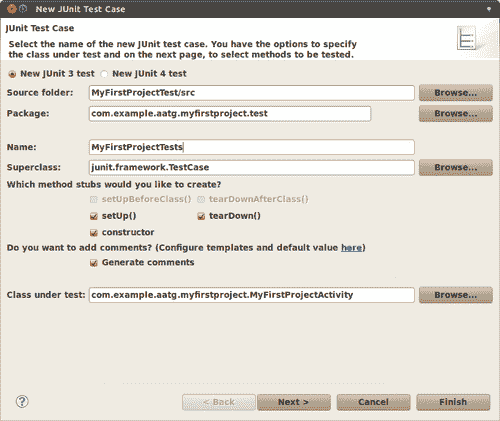 New JUnit Test Case
JUnit Test Case
Select the name of the new JUnit test case. You have the options to specify
the class under test and on the next page, to select methods to be tested.
New JUnit 3 test New JUnit 4 test
Source folder: MyFirstProjectTest/src Browse...
Package: com.example.aatg.myfirstproject.test Browse...
Name: MyFirstProjectTests
Superclass: junit.framework.TestCase Browse...
Which method stubs would you like to create?
setUpBeforeClass() tearDownAfterClass()
setUp() tearDown()
constructor
Do you want to add comments? (Configure templates and default value here)
Generate comments
Class under test: com.example.aatg.myfirstproject.MyFirstProjectActivity Browse...
? < Back Next > Cancel Finish